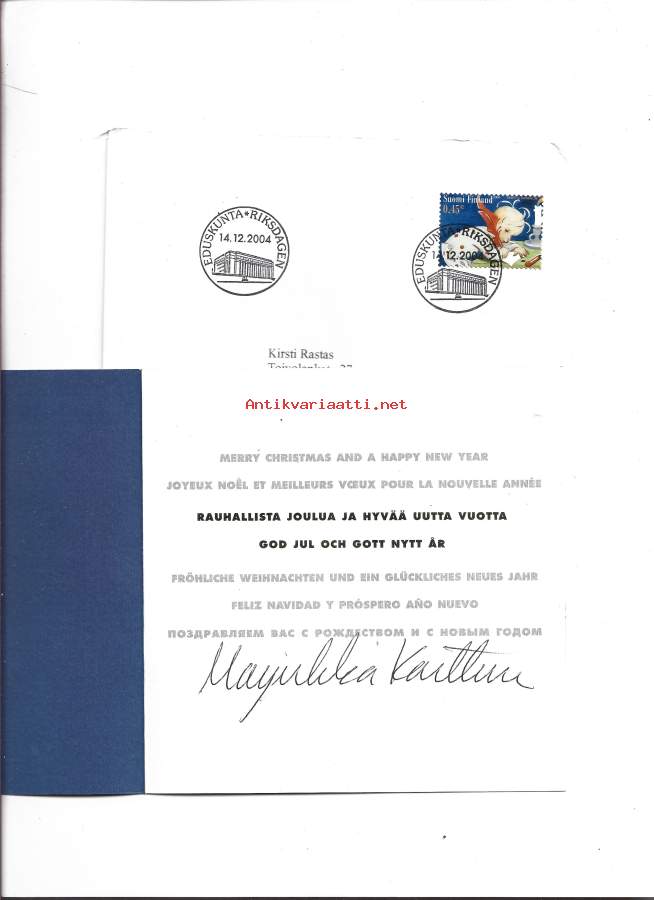 Suomi Finland
0.45€
EDUSKUNTA*RIKSDAGEN
14.12.2004
EDUSKUNTA*RIKSDAGEN
14.12.2004
Kirsti Rastas
Antikvariaatti.net
MERRY CHRISTMAS AND A HAPPY NEW YEAR
JOYEUX NOËL ET MEILLEURS VŒUX POUR LA NOUVELLE ANNÉE
RAUHALLISTA JOULUA JA HYVÄÄ UUTTA VUOTTA
GOD JUL OCH GOTT NYTT ÅR
FRÖHLICHE WEIHNACHTEN UND EIN GLÜCKLICHES NEUES JAHR
FELIZ NAVIDAD Y PRÓSPERO AÑO NUEVO
ПОЗДРАВЛЯЕМ ВАС С РОЖДЕСТВОМ И С НОВЫМ ГОДОМ
Marjukka Karttunen